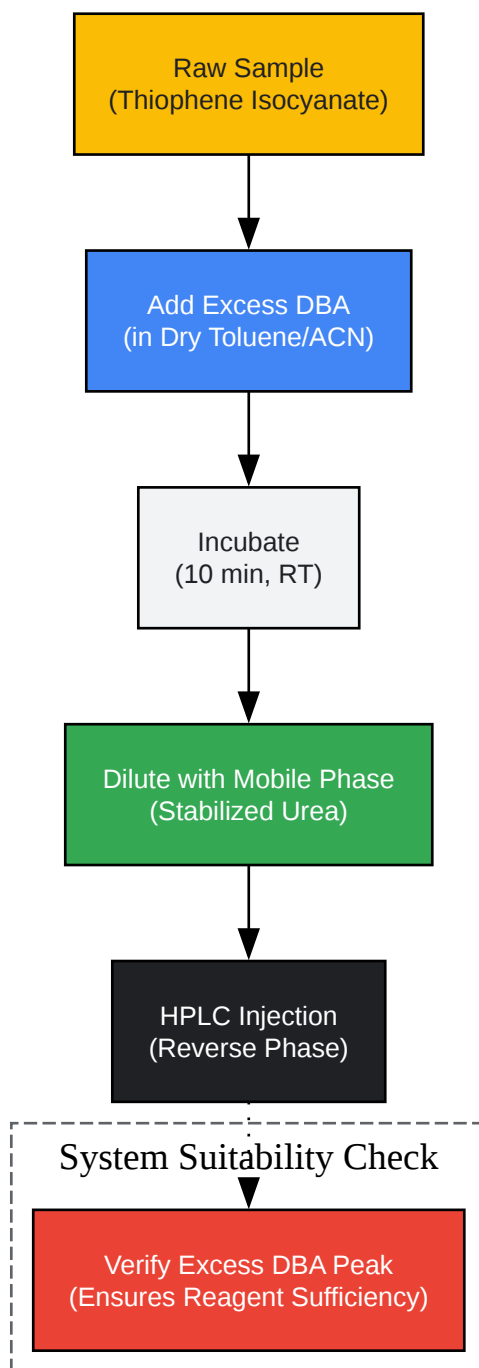 Raw Sample
(Thiophene Isocyanate)
Add Excess DBA
(in Dry Toluene/ACN)
Incubate
(10 min, RT)
Dilute with Mobile Phase
(Stabilized Urea)
HPLC Injection
(Reverse Phase)
System Suitability Check
Verify Excess DBA Peak
(Ensures Reagent Sufficiency)